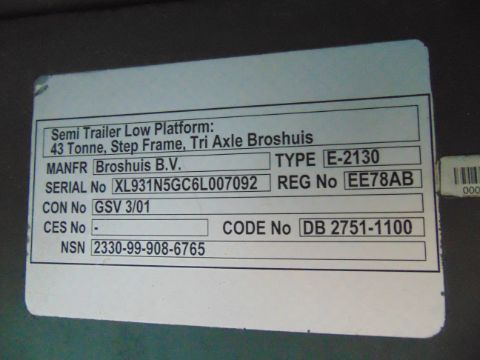 Semi Trailer Low Platform:
43 Tonne, Step Frame, Tri Axle Broshuis
MANFR Broshuis B.V. TYPE E-2130
SERIAL No XL931N5GC6L007092 REG No EE78AB
CON No GSV 3/01
CES No - CODE No DB 2751-1100
NSN 2330-99-908-6765
000